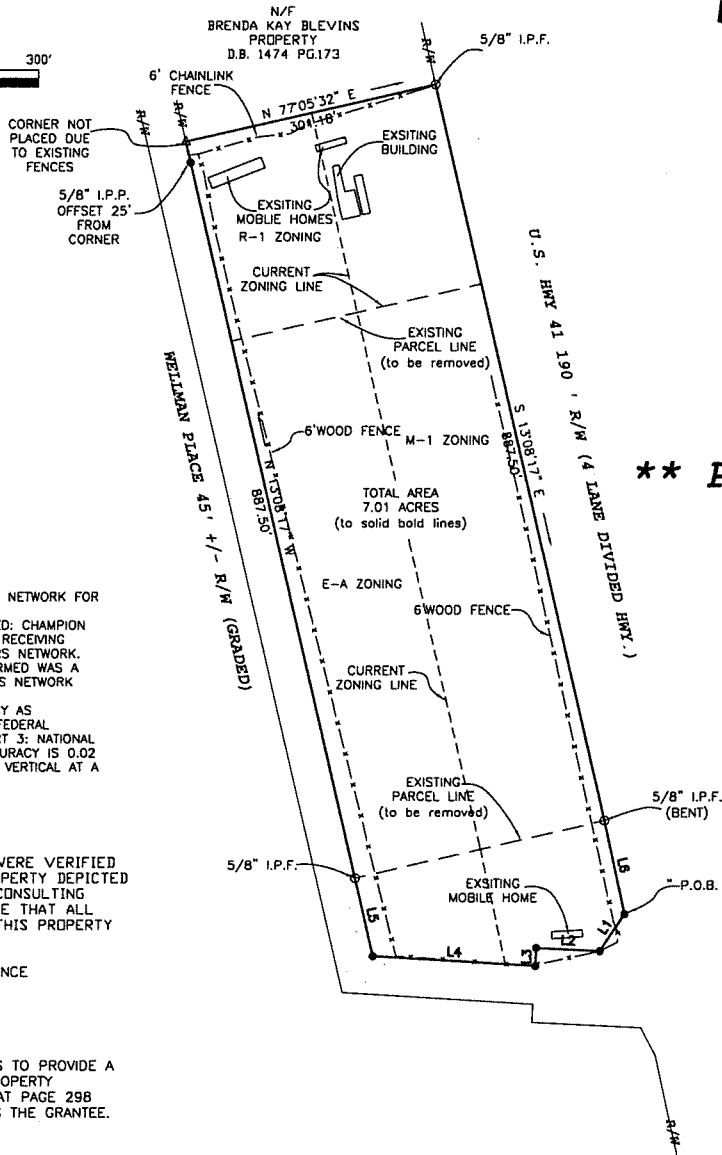 N/F
BRENDA KAY BLEVINS
PROPERTY
D.B. 1474 PG.173
300'
6' CHAINLINK
FENCE
R/W
5/8" I.P.F.
N 77°05'32" E
301.18'
R/W
R/W
CORNER NOT
PLACED DUE
TO EXISTING
FENCES
EXSITING
BUILDING
5/8" I.P.P.
OFFSET 25'
FROM
CORNER
EXSITING
MOBLIE HOMES
R-1 ZONING
CURRENT
ZONING LINE
U.S. HWY 41 190 ' R/W (4 LANE DIVIDED HWY.)
EXISTING
PARCEL LINE
(to be removed)
WELLMAN PLACE 45' +/- R/W (GRADED)
S 13°08'17" E
887.50'
6'WOOD FENCE
M-1 ZONING
N 13°08'17" W
887.50'
TOTAL AREA
7.01 ACRES
(to solid bold lines)
E-A ZONING
6'WOOD FENCE
NETWORK FOR
ED: CHAMPION
RECEIVING
RS NETWORK.
RMED WAS A
S NETWORK
Y AS
FEDERAL
RT 3: NATIONAL
URACY IS 0.02
VERTICAL AT A
CURRENT
ZONING LINE
EXISTING
PARCEL LINE
(to be removed)
5/8" I.P.F.
(BENT)
5/8" I.P.F.
L6
P.O.B.
WERE VERIFIED
OPERTY DEPICTED
CONSULTING
E THAT ALL
THIS PROPERTY
EXSITING
MOBILE HOME
L5
L4
L3
L2
L1
NCE
S TO PROVIDE A
OPERTY
AT PAGE 298
S THE GRANTEE.
R/W
**